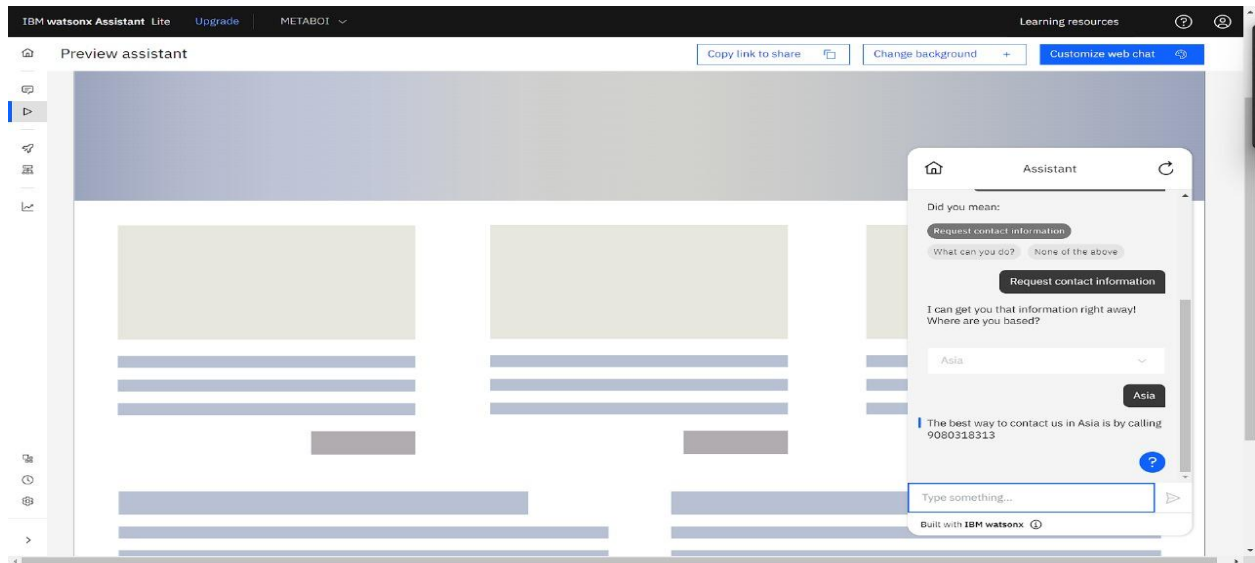 IBM watsonx Assistant Lite Upgrade METABOI Learning resources
Preview assistant Copy link to share Change background + Customize web chat
Assistant
Did you mean:
Request contact information
What can you do? None of the above
Request contact information
I can get you that information right away!
Where are you based?
Asia
Asia
The best way to contact us in Asia is by calling
9080318313
?
Type something...
Built with IBM watsonx